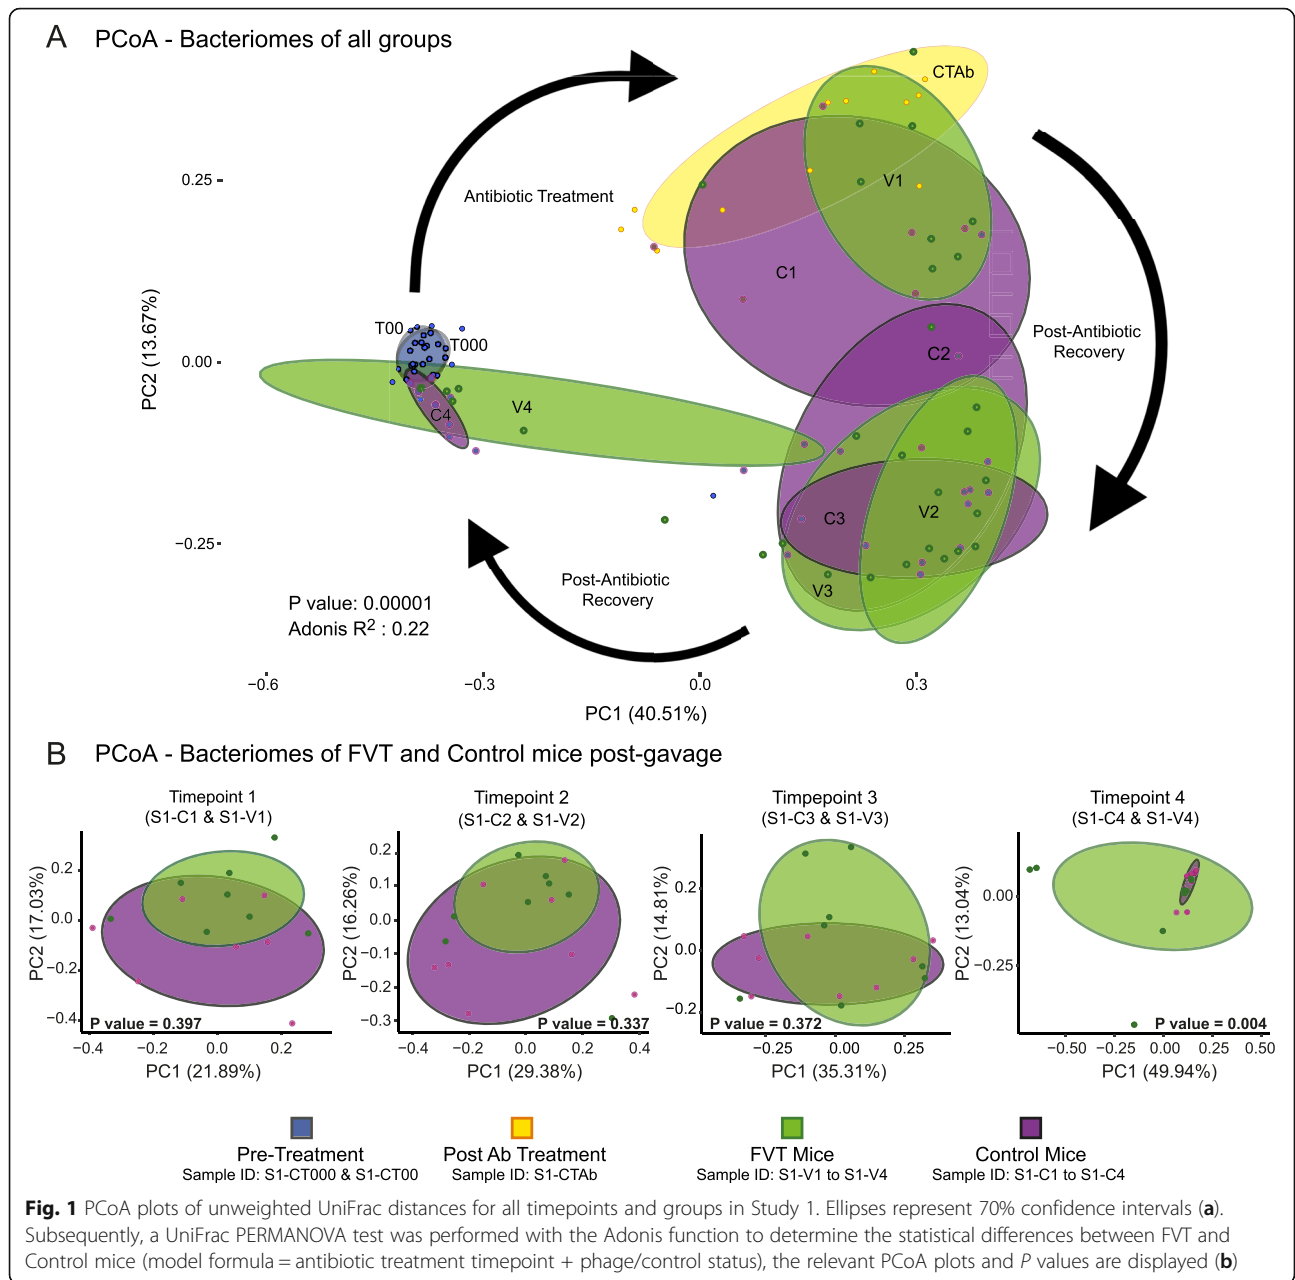 A PCoA - Bacteriomes of all groups
CTAb
Antibiotic Treatment
V1
0.25
C1
PC2 (13.67%)
T00
T000
Post-Antibiotic
Recovery
C2
0.00
C4
V4
C3
V2
−0.25
V3
Post-Antibiotic
Recovery
P value: 0.00001
Adonis R2 : 0.22
−0.6 −0.3 0.0 0.3
PC1 (40.51%)
B PCoA - Bacteriomes of FVT and Control mice post-gavage
Timepoint 1
(S1-C1 & S1-V1)
PC2 (17.03%)
0.2
0.0
−0.2
−0.4
P value = 0.397
−0.4 −0.2 0.0 0.2
PC1 (21.89%)
Timepoint 2
(S1-C2 & S1-V2)
PC2 (16.26%)
0.2
0.1
0.0
−0.1
−0.2
−0.3
P value = 0.337
−0.4 −0.2 0.0 0.2 0.4
PC1 (29.38%)
Timpepoint 3
(S1-C3 & S1-V3)
PC2 (14.81%)
0.2
0.0
−0.2
P value = 0.372
−0.25 0.00 0.25
PC1 (35.31%)
Timepoint 4
(S1-C4 & S1-V4)
PC2 (13.04%)
0.00
−0.25
P value = 0.004
−0.50 −0.25 0.00 0.25 0.50
PC1 (49.94%)
Pre-Treatment
Sample ID: S1-CT000 & S1-CT00
Post Ab Treatment
Sample ID: S1-CTAb
FVT Mice
Sample ID: S1-V1 to S1-V4
Control Mice
Sample ID: S1-C1 to S1-C4
Fig. 1 PCoA plots of unweighted UniFrac distances for all timepoints and groups in Study 1. Ellipses represent 70% confidence intervals (a).
Subsequently, a UniFrac PERMANOVA test was performed with the Adonis function to determine the statistical differences between FVT and
Control mice (model formula = antibiotic treatment timepoint + phage/control status), the relevant PCoA plots and P values are displayed (b)